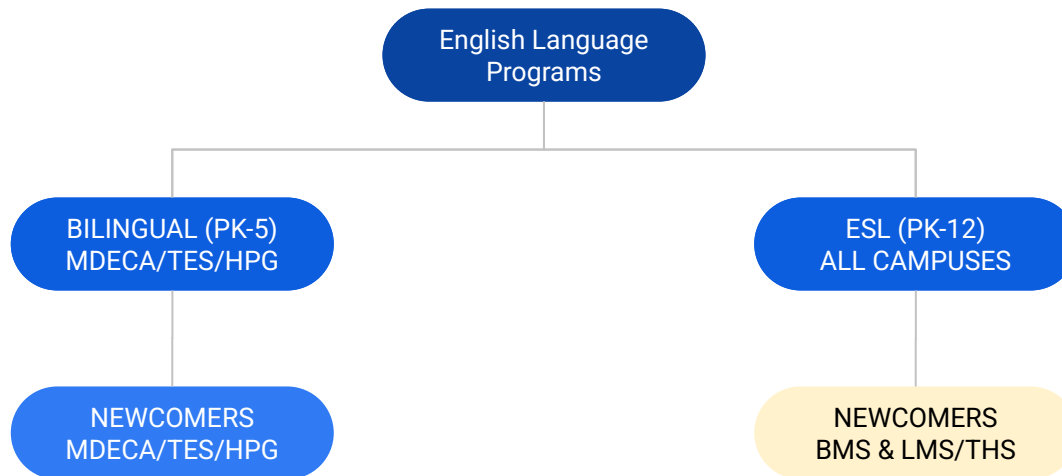 English Language
Programs
BILINGUAL (PK-5)
MDECA/TES/HPG
ESL (PK-12)
ALL CAMPUSES
NEWCOMERS
MDECA/TES/HPG
NEWCOMERS
BMS & LMS/THS